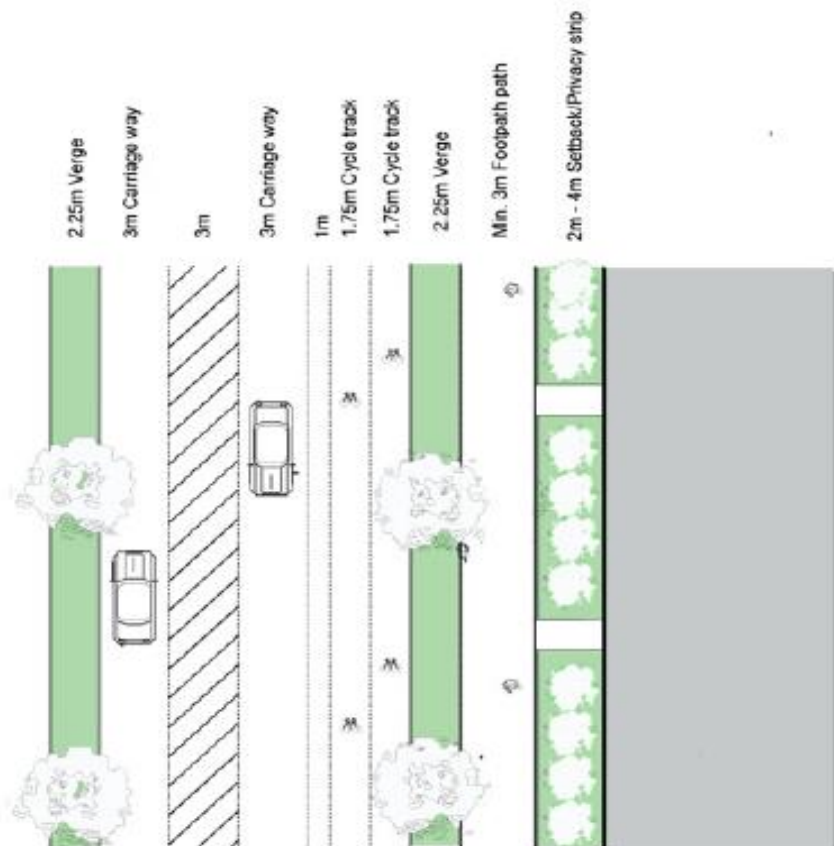 2.25m Verge
3m Carriage way
3m
3m Carriage way
1m
1.75m Cycle track
1.75m Cycle track
2.25m Verge
Min. 3m Footpath path
2m - 4m Setback/Privacy strip